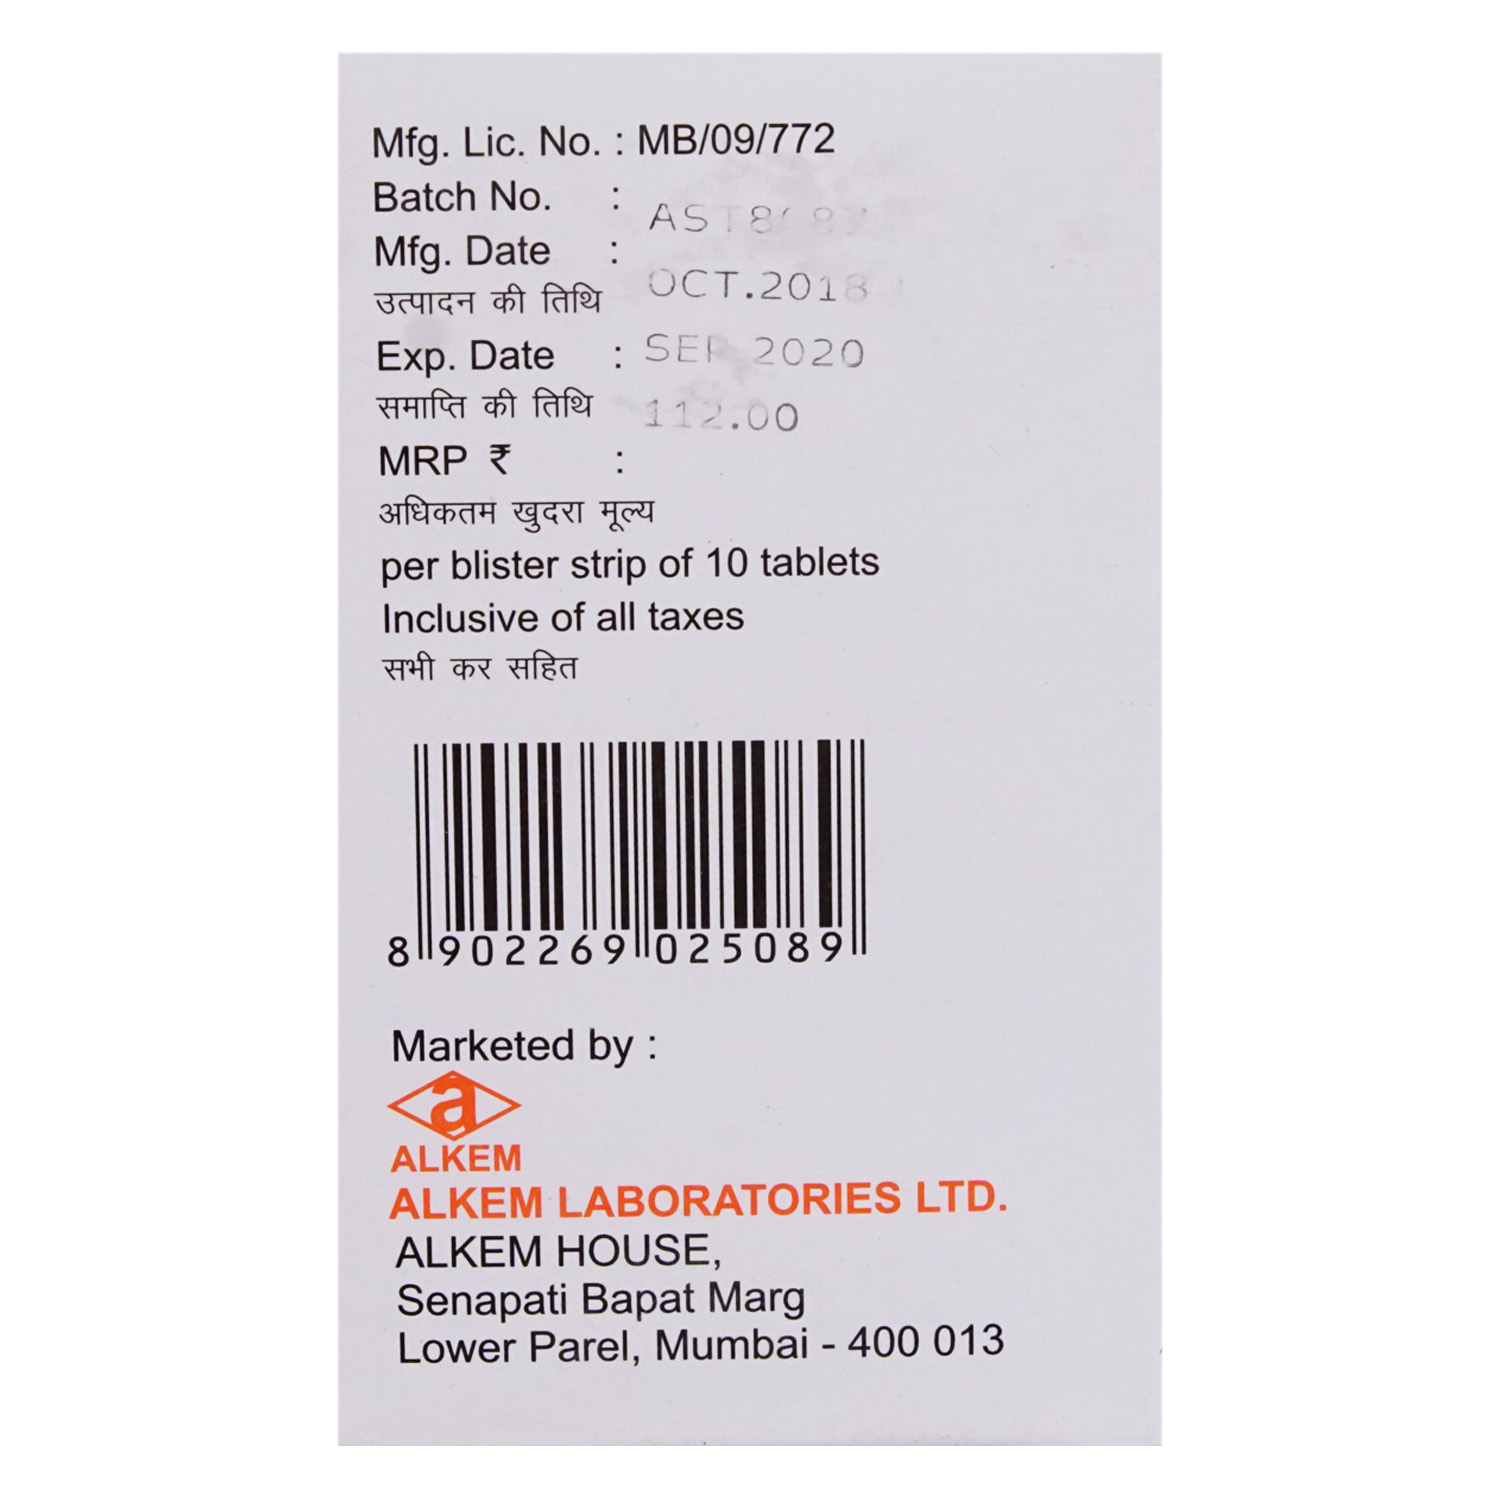 Mfg. Lic. No. : MB/09/772
Batch No. :
Mfg. Date : OCT.2018
उत्पादन की तिथि
Exp. Date : SEP 2020
समाप्ति की तिथि
112.00
MRP ₹ :
अधिकतम खुदरा मूल्य
per blister strip of 10 tablets
Inclusive of all taxes
सभी कर सहित
8 902269 025089
Marketed by :
a
ALKEM
ALKEM LABORATORIES LTD.
ALKEM HOUSE,
Senapati Bapat Marg
Lower Parel, Mumbai - 400 013